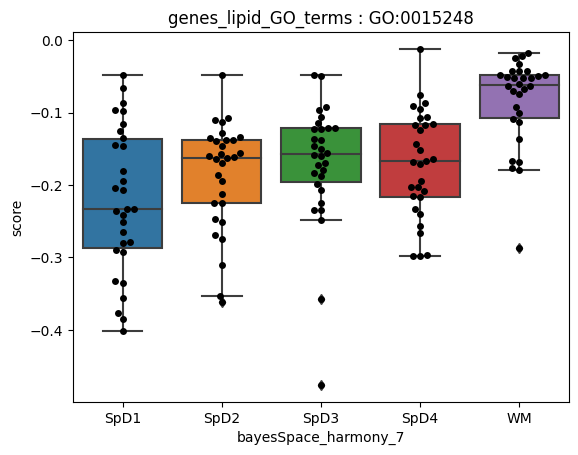 genes_lipid_GO_terms : GO:0015248
0.0
−0.1
−0.2
−0.3
−0.4
score
SpD1 SpD2 SpD3 SpD4 WM
bayesSpace_harmony_7